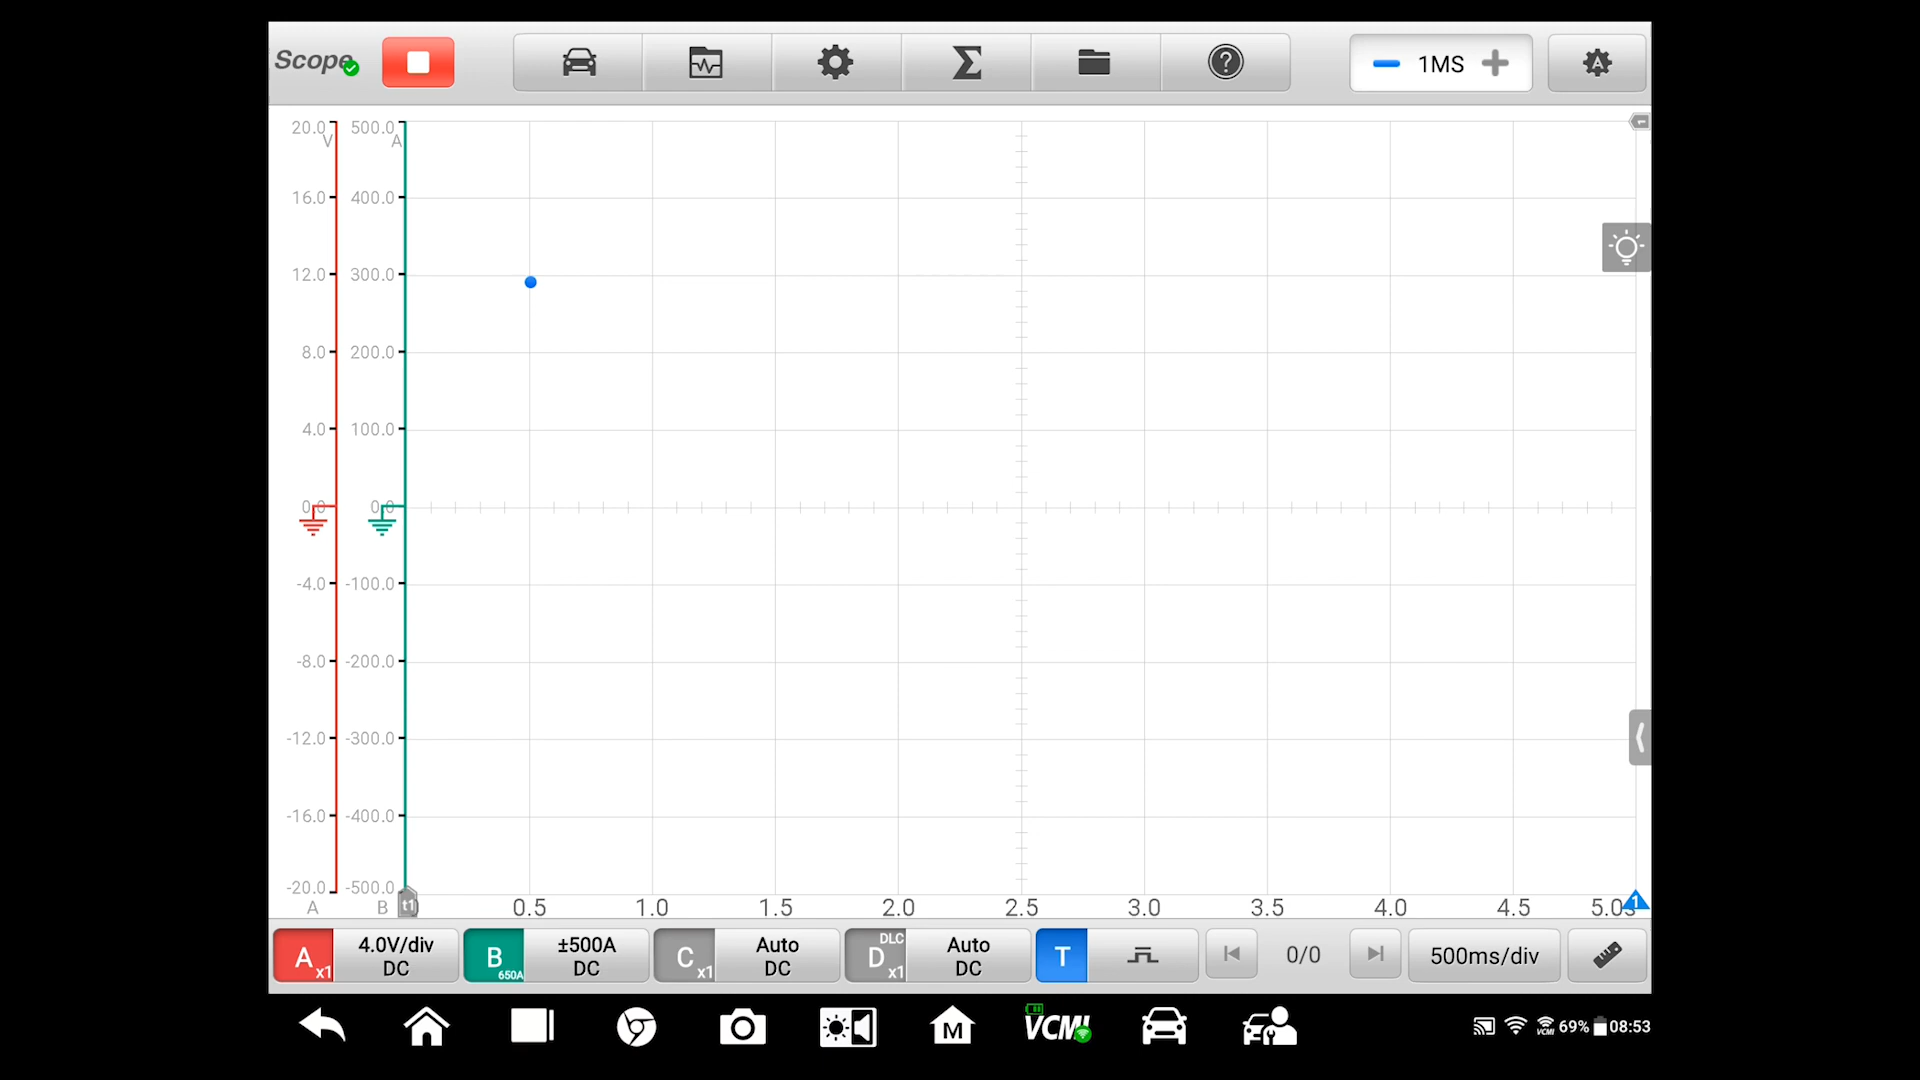 Scope
1MS
20.0 500.0
V A
16.0 400.0
12.0 300.0
8.0 200.0
4.0 100.0
0.0 0.0
-4.0 -100.0
-8.0 -200.0
-12.0 -300.0
-16.0 -400.0
-20.0 -500.0
A B t1 0.5 1.0 1.5 2.0 2.5 3.0 3.5 4.0 4.5 5.0s 1
A x1 4.0V/div DC
B 650A ±500A DC
C x1 Auto DC
D DLC x1 Auto DC
T
0/0
500ms/div
M
VCMI
VCMI 69% 08:53